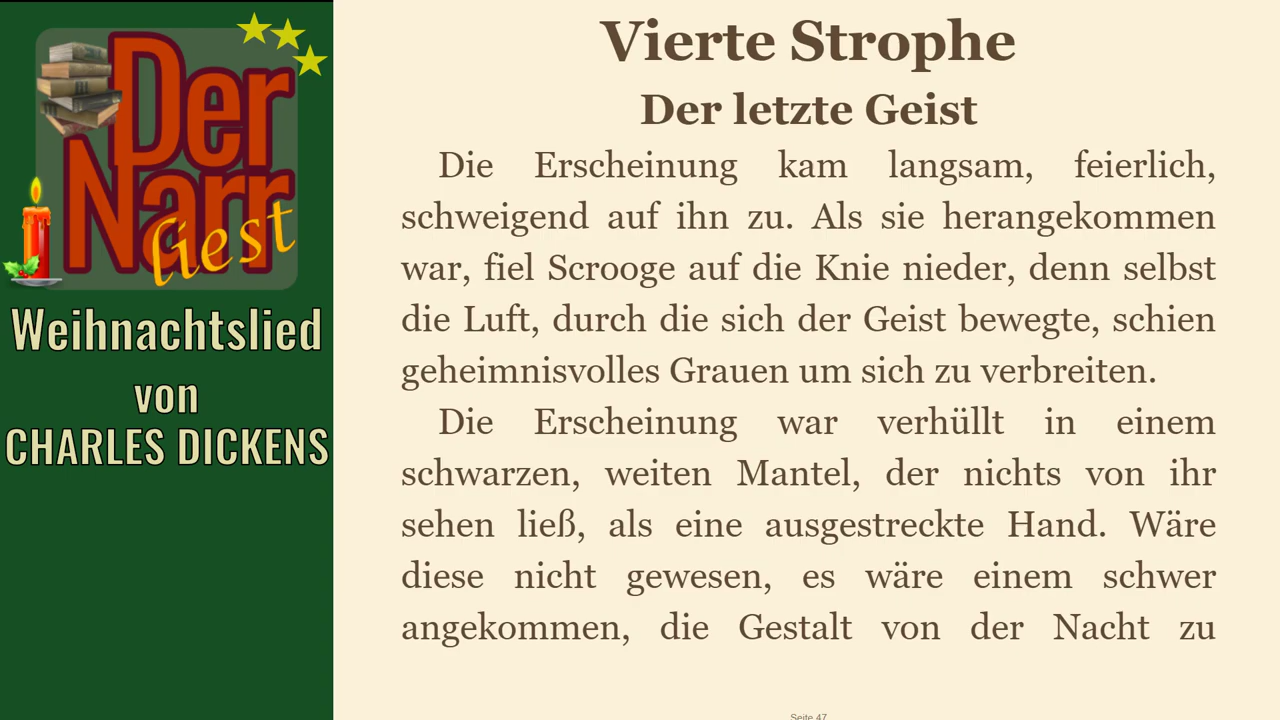 Der
Narr
liest
Weihnachtslied
von
CHARLES DICKENS
Vierte Strophe
Der letzte Geist
Die Erscheinung kam langsam, feierlich,
schweigend auf ihn zu. Als sie herangekommen
war, fiel Scrooge auf die Knie nieder, denn selbst
die Luft, durch die sich der Geist bewegte, schien
geheimnisvolles Grauen um sich zu verbreiten.
Die Erscheinung war verhüllt in einem
schwarzen, weiten Mantel, der nichts von ihr
sehen ließ, als eine ausgestreckte Hand. Wäre
diese nicht gewesen, es wäre einem schwer
angekommen, die Gestalt von der Nacht zu
Seite 47